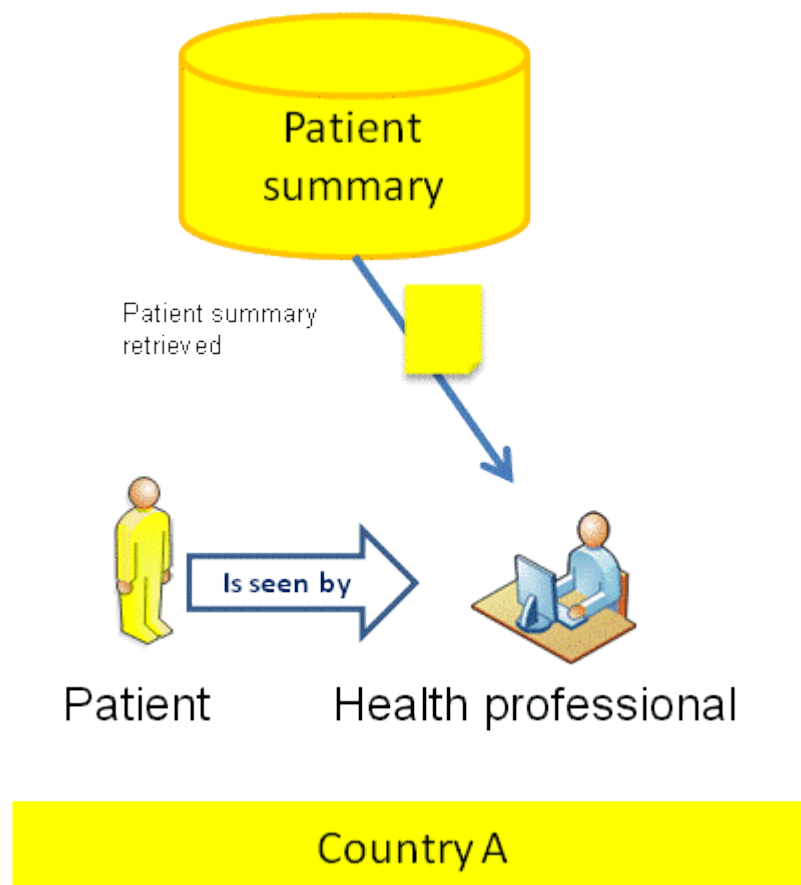 Patient
summary
Patient summary
retrieved
Is seen by
Patient
Health professional
Country A